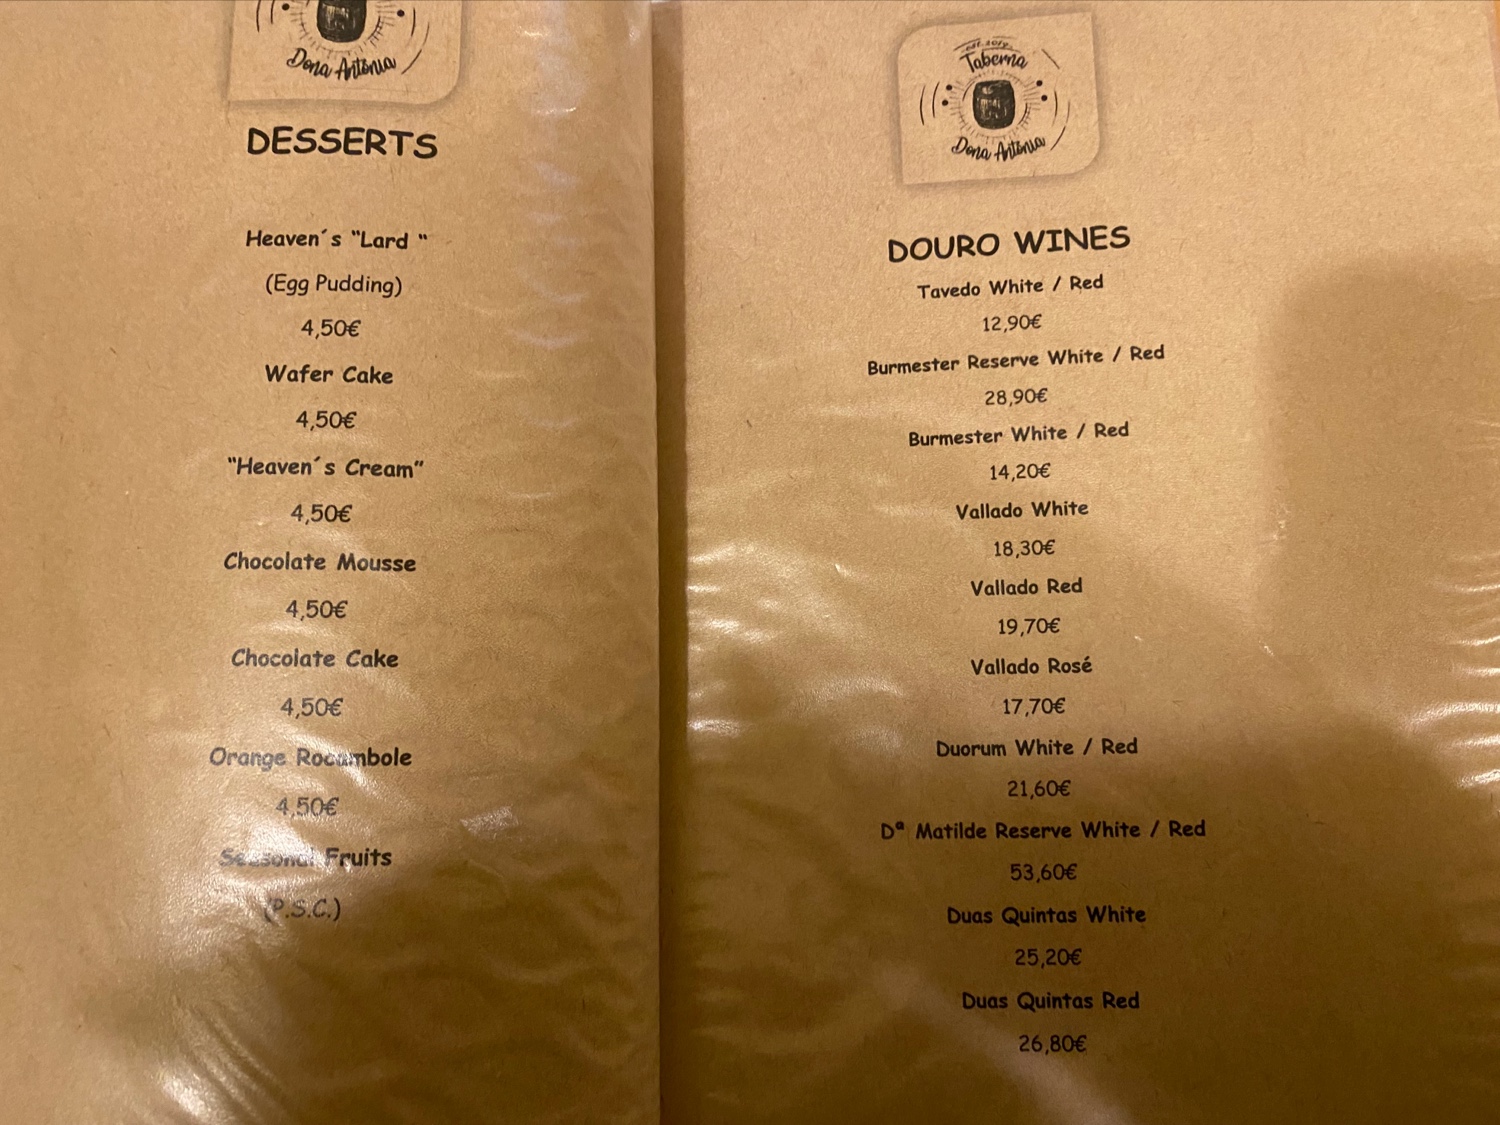 Dona Antónia
DESSERTS
Heaven´s “Lard “
(Egg Pudding)
4,50€
Wafer Cake
4,50€
“Heaven´s Cream”
4,50€
Chocolate Mousse
4,50€
Chocolate Cake
4,50€
Orange Rocambole
4,50€
Seasonal Fruits
(P.S.C.)
est. 2019
Taberna
Dona Antónia
DOURO WINES
Tavedo White / Red
12,90€
Burmester Reserve White / Red
28,90€
Burmester White / Red
14,20€
Vallado White
18,30€
Vallado Red
19,70€
Vallado Rosé
17,70€
Duorum White / Red
21,60€
Dª Matilde Reserve White / Red
53,60€
Duas Quintas White
25,20€
Duas Quintas Red
26,80€